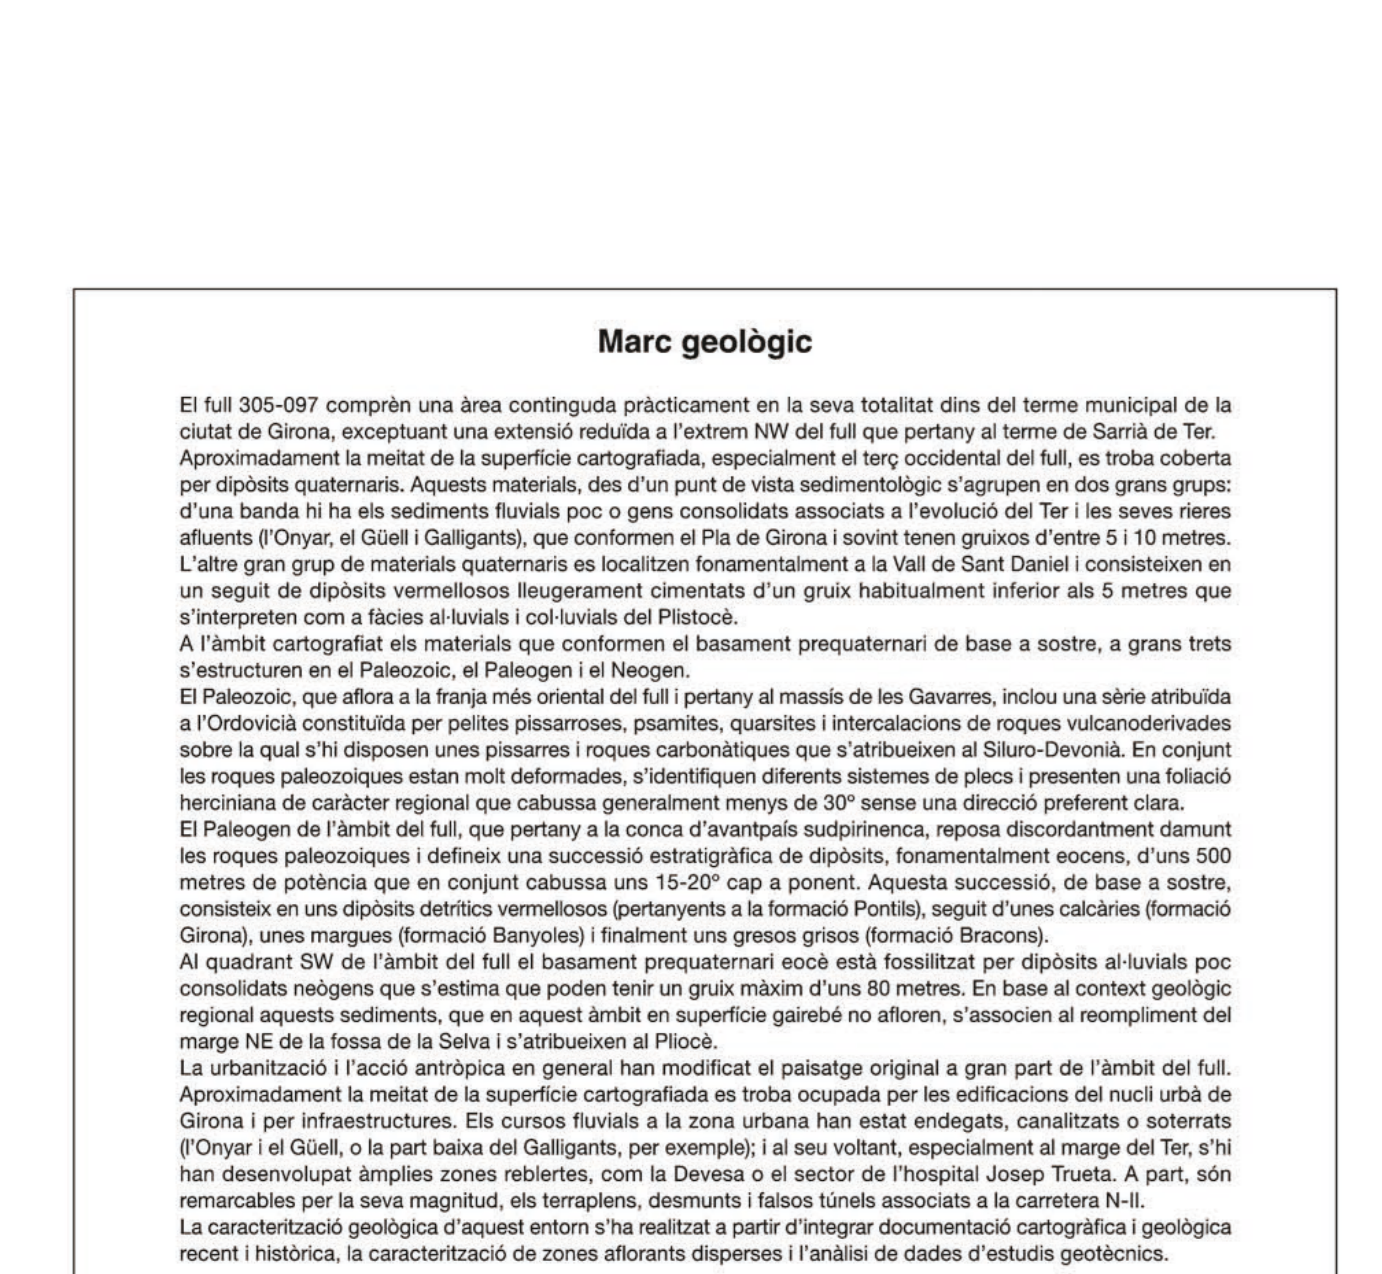 Marc geològic
El full 305-097 comprèn una àrea continguda pràcticament en la seva totalitat dins del terme municipal de la
ciutat de Girona, exceptuant una extensió reduïda a l'extrem NW del full que pertany al terme de Sarrià de Ter.
Aproximadament la meitat de la superfície cartografiada, especialment el terç occidental del full, es troba coberta
per dipòsits quaternaris. Aquests materials, des d'un punt de vista sedimentològic s'agrupen en dos grans grups:
d'una banda hi ha els sediments fluvials poc o gens consolidats associats a l'evolució del Ter i les seves rieres
afluents (l'Onyar, el Güell i Galligants), que conformen el Pla de Girona i sovint tenen gruixos d'entre 5 i 10 metres.
L'altre gran grup de materials quaternaris es localitzen fonamentalment a la Vall de Sant Daniel i consisteixen en
un seguit de dipòsits vermellosos lleugerament cimentats d'un gruix habitualment inferior als 5 metres que
s'interpreten com a fàcies al·luvials i col·luvials del Plistocè.
A l'àmbit cartografiat els materials que conformen el basament prequaternari de base a sostre, a grans trets
s'estructuren en el Paleozoic, el Paleogen i el Neogen.
El Paleozoic, que aflora a la franja més oriental del full i pertany al massís de les Gavarres, inclou una sèrie atribuïda
a l'Ordovicià constituïda per pelites pissarroses, psamites, quarsites i intercalacions de roques vulcanoderivades
sobre la qual s'hi disposen unes pissarres i roques carbonàtiques que s'atribueixen al Siluro-Devonià. En conjunt
les roques paleozoiques estan molt deformades, s'identifiquen diferents sistemes de plecs i presenten una foliació
herciniana de caràcter regional que cabussa generalment menys de 30º sense una direcció preferent clara.
El Paleogen de l'àmbit del full, que pertany a la conca d'avantpaís sudpirinenca, reposa discordantment damunt
les roques paleozoiques i defineix una successió estratigràfica de dipòsits, fonamentalment eocens, d'uns 500
metres de potència que en conjunt cabussa uns 15-20º cap a ponent. Aquesta successió, de base a sostre,
consisteix en uns dipòsits detrítics vermellosos (pertanyents a la formació Pontils), seguit d'unes calcàries (formació
Girona), unes margues (formació Banyoles) i finalment uns gresos grisos (formació Bracons).
Al quadrant SW de l'àmbit del full el basament prequaternari eocè està fossilitzat per dipòsits al·luvials poc
consolidats neògens que s'estima que poden tenir un gruix màxim d'uns 80 metres. En base al context geològic
regional aquests sediments, que en aquest àmbit en superfície gairebé no afloren, s'associen al reompliment del
marge NE de la fossa de la Selva i s'atribueixen al Pliocè.
La urbanització i l'acció antròpica en general han modificat el paisatge original a gran part de l'àmbit del full.
Aproximadament la meitat de la superfície cartografiada es troba ocupada per les edificacions del nucli urbà de
Girona i per infraestructures. Els cursos fluvials a la zona urbana han estat endegats, canalitzats o soterrats
(l'Onyar i el Güell, o la part baixa del Galligants, per exemple); i al seu voltant, especialment al marge del Ter, s'hi
han desenvolupat àmplies zones reblertes, com la Devesa o el sector de l'hospital Josep Trueta. A part, són
remarcables per la seva magnitud, els terraplens, desmunts i falsos túnels associats a la carretera N-II.
La caracterització geològica d'aquest entorn s'ha realitzat a partir d'integrar documentació cartogràfica i geològica
recent i històrica, la caracterització de zones aflorants disperses i l'anàlisi de dades d'estudis geotècnics.